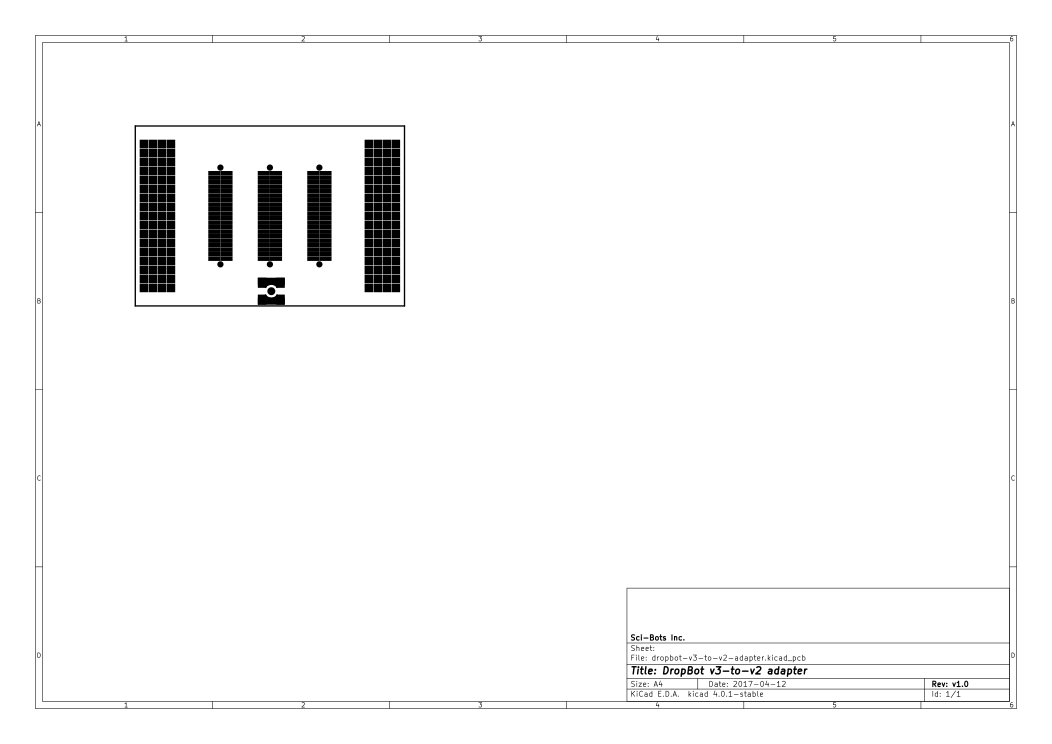 1 2 3 4 5 6
A A
B B
C C
D D
Sci-Bots Inc.
Sheet:
File: dropbot-v3-to-v2-adapter.kicad_pcb
Title: DropBot v3-to-v2 adapter
Size: A4 Date: 2017-04-12 Rev: v1.0
KiCad E.D.A. kicad 4.0.1-stable Id: 1/1
1 2 3 4 5 6